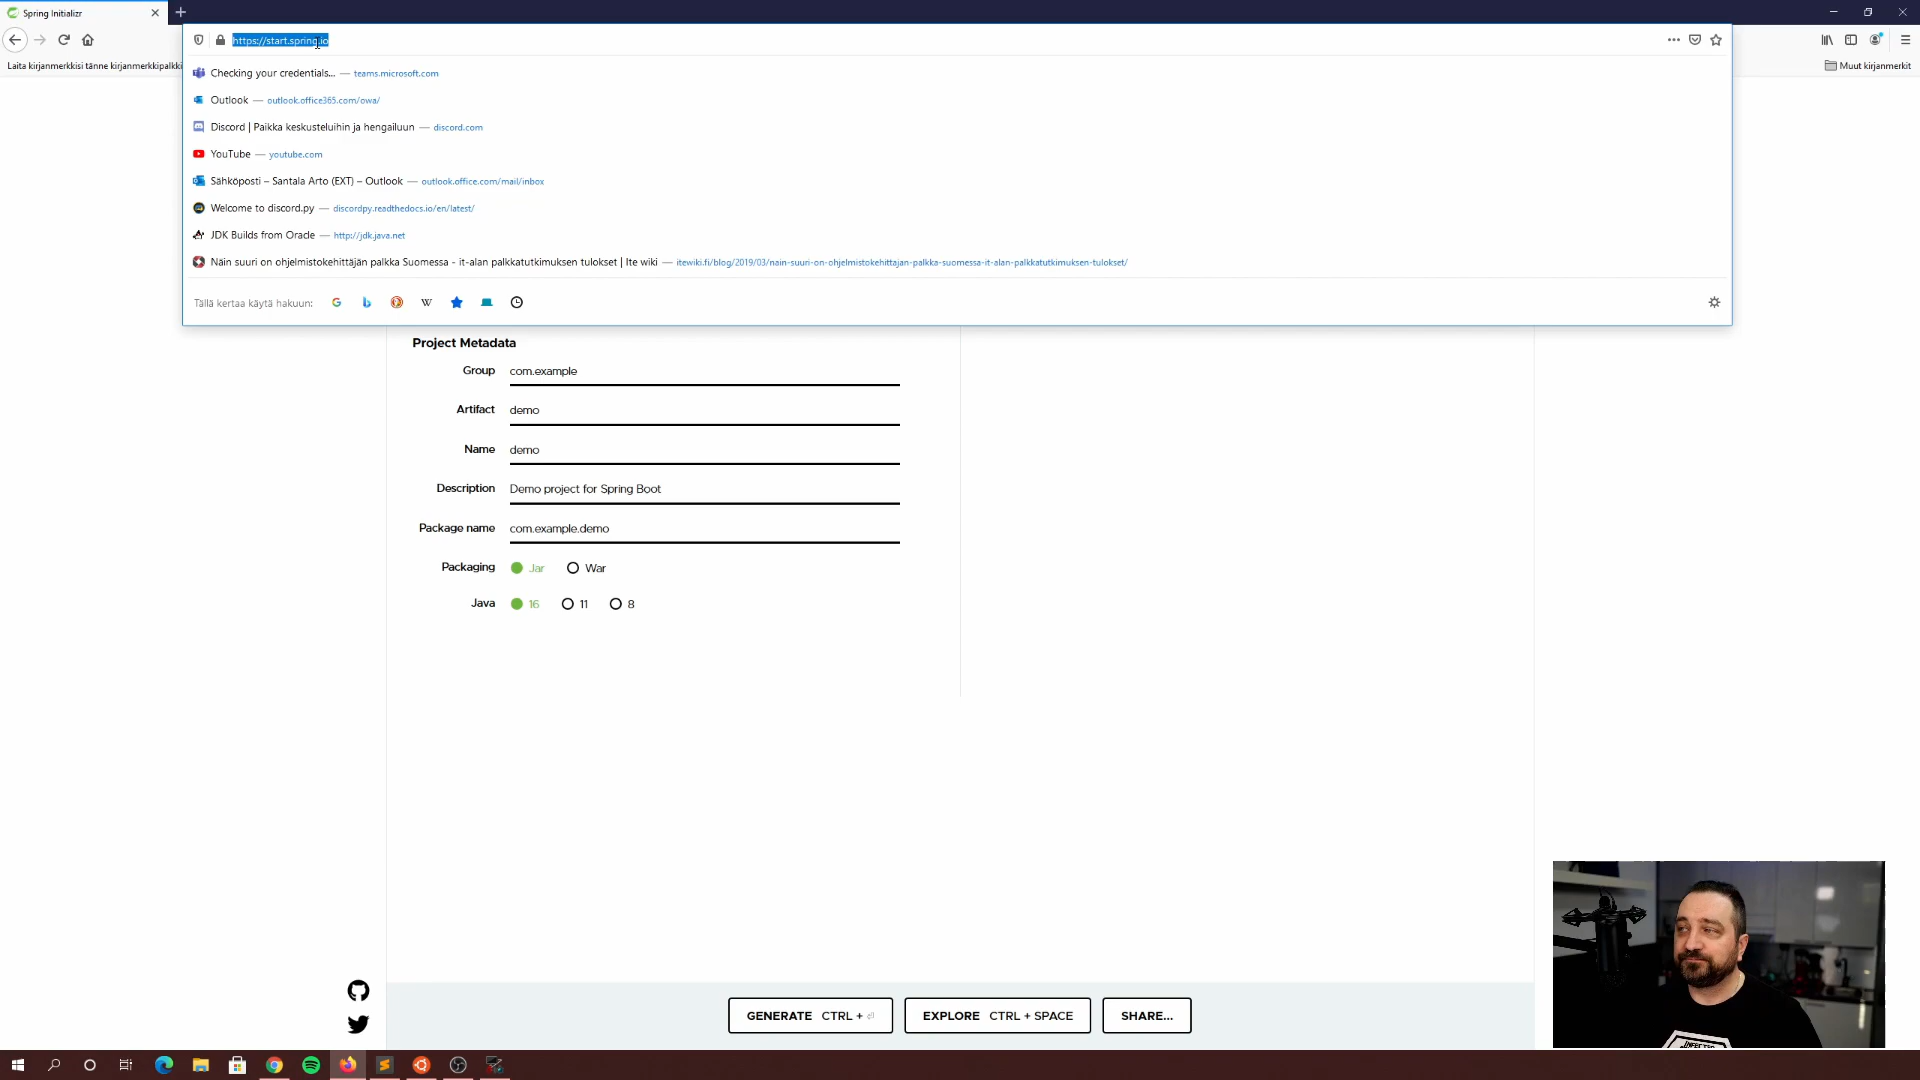 Spring Initializr
https://start.spring.io
Laita kirjanmerkkisi tänne kirjanmerkkipalkki
Muut kirjanmerkit
Checking your credentials... — teams.microsoft.com
Outlook — outlook.office365.com/owa/
Discord | Paikka keskusteluihin ja hengailuun — discord.com
YouTube — youtube.com
Sähköposti – Santala Arto (EXT) – Outlook — outlook.office.com/mail/inbox
Welcome to discord.py — discordpy.readthedocs.io/en/latest/
JDK Builds from Oracle — http://jdk.java.net
Näin suuri on ohjelmistokehittäjän palkka Suomessa - it-alan palkkatutkimuksen tulokset | Ite wiki — itewiki.fi/blog/2019/03/nain-suuri-on-ohjelmistokehittajan-palkka-suomessa-it-alan-palkkatutkimuksen-tulokset/
Tällä kertaa käytä hakuun:
Project Metadata
Group com.example
Artifact demo
Name demo
Description Demo project for Spring Boot
Package name com.example.demo
Packaging Jar War
Java 16 11 8
GENERATE CTRL + ⏎ EXPLORE CTRL + SPACE SHARE...